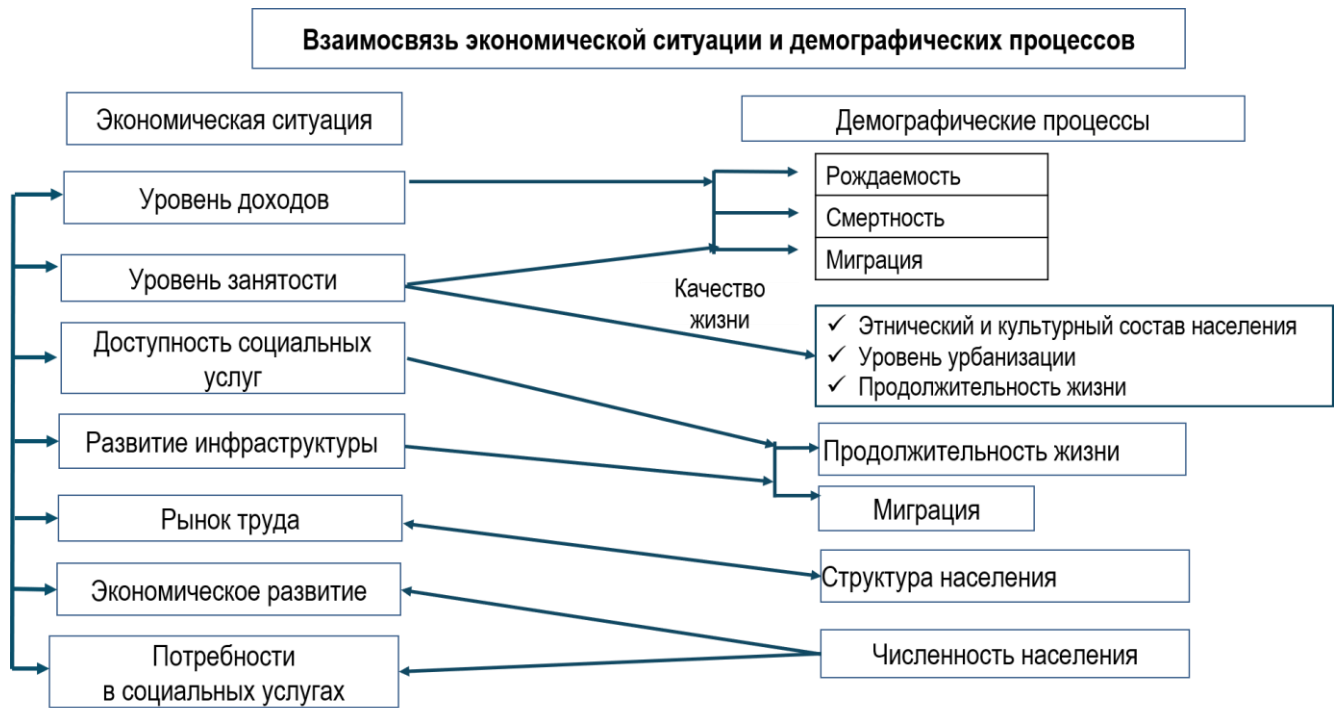 Взаимосвязь экономической ситуации и демографических процессов
Экономическая ситуация
Демографические процессы
Уровень доходов
Рождаемость
Смертность
Миграция
Уровень занятости
Качество
жизни
✓ Этнический и культурный состав населения
✓ Уровень урбанизации
✓ Продолжительность жизни
Доступность социальных
услуг
Развитие инфраструктуры
Продолжительность жизни
Миграция
Рынок труда
Структура населения
Экономическое развитие
Численность населения
Потребности
в социальных услугах